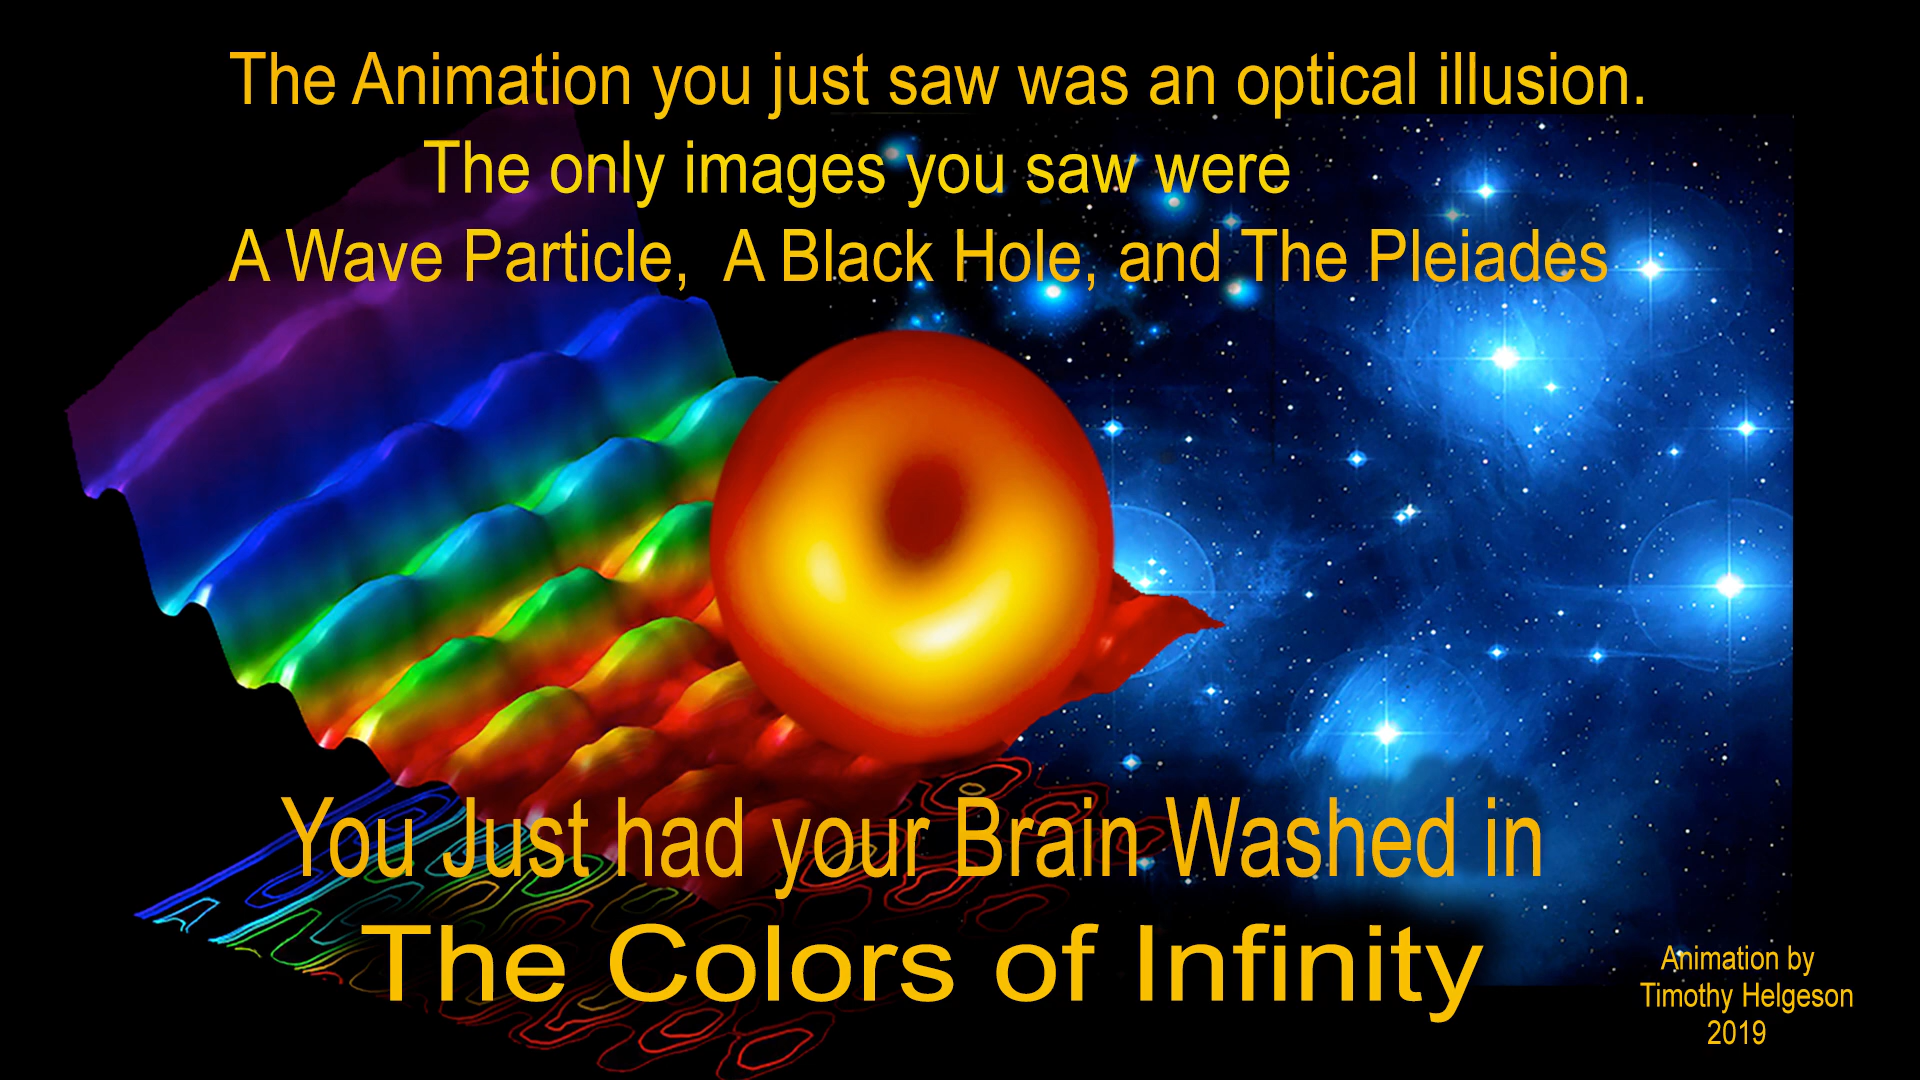 The Animation you just saw was an optical illusion.
The only images you saw were
A Wave Particle, A Black Hole, and The Pleiades
You Just had your Brain Washed in
The Colors of Infinity
Animation by
Timothy Helgeson
2019